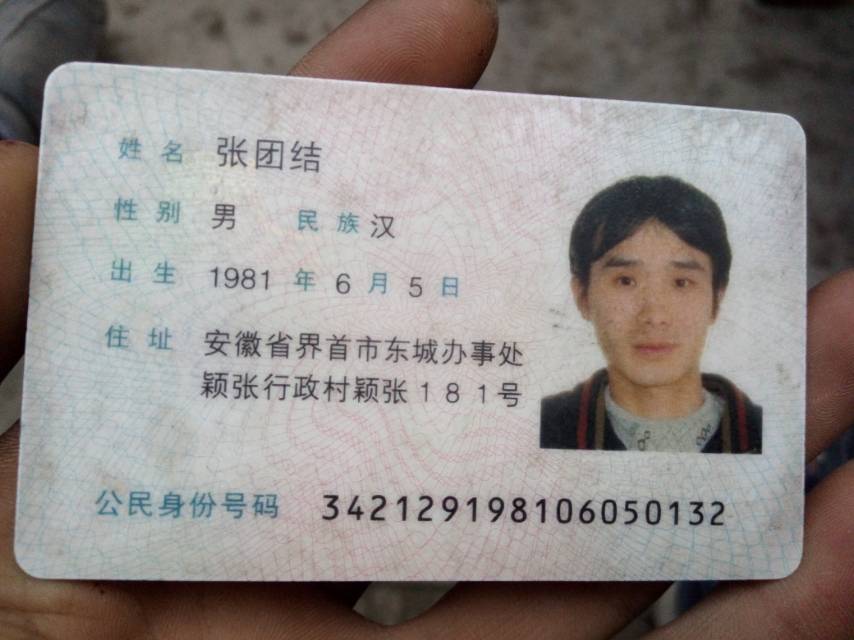 姓名 张团结
性别 男 民族 汉
出生 1981 年 6 月 5 日
住址 安徽省界首市东城办事处
颖张行政村颖张181号
公民身份号码 342129198106050132